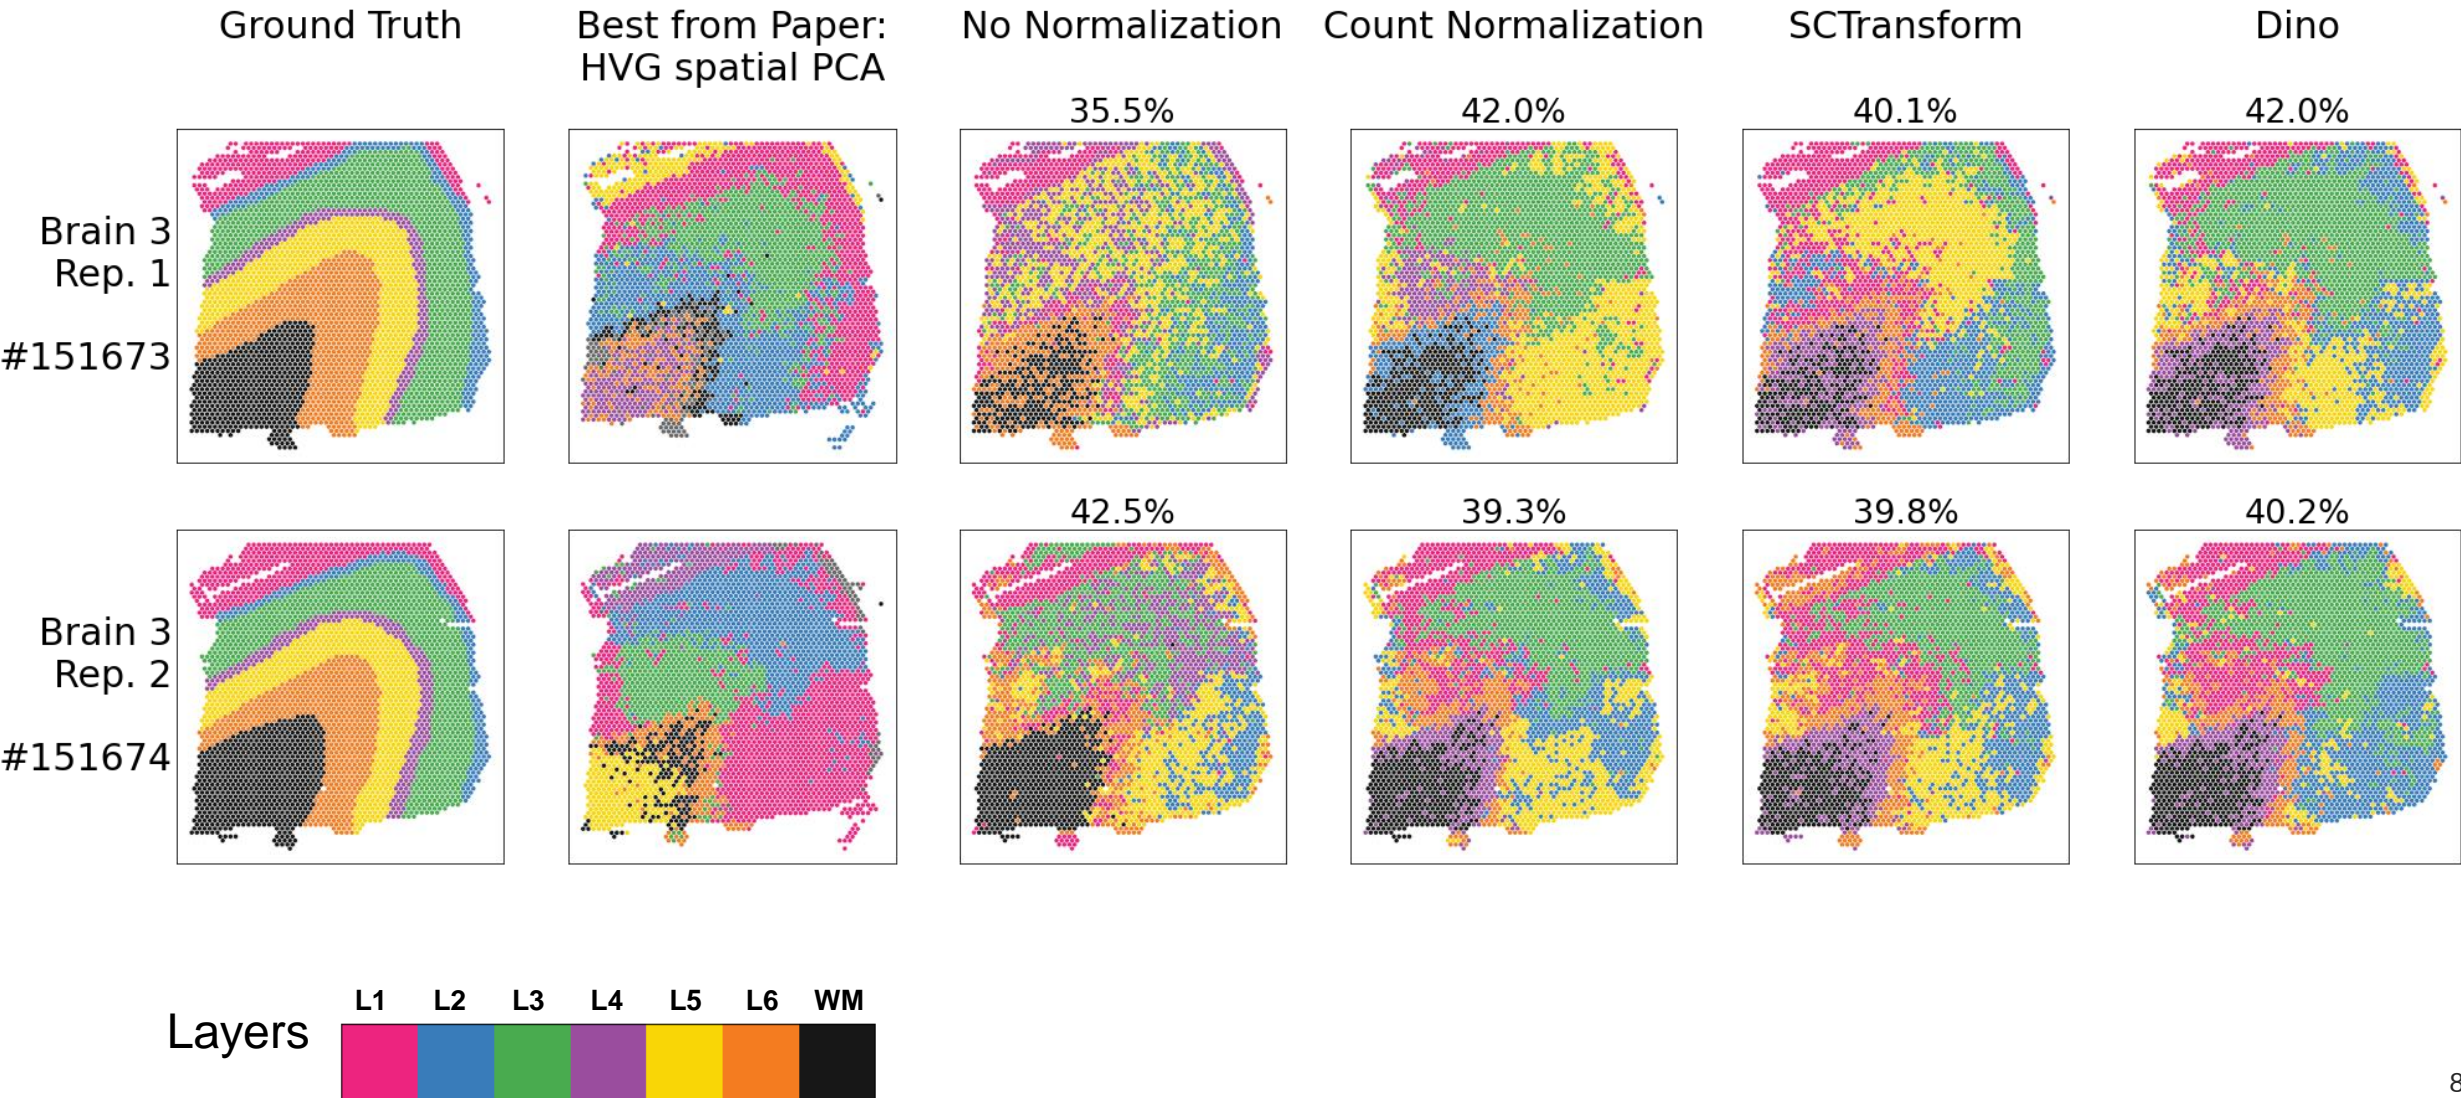 Ground Truth
Best from Paper:
HVG spatial PCA
No Normalization
Count Normalization
SCTransform
Dino
35.5%
42.0%
40.1%
42.0%
Brain 3
Rep. 1
#151673
42.5%
39.3%
39.8%
40.2%
Brain 3
Rep. 2
#151674
L1 L2 L3 L4 L5 L6 WM
Layers
8